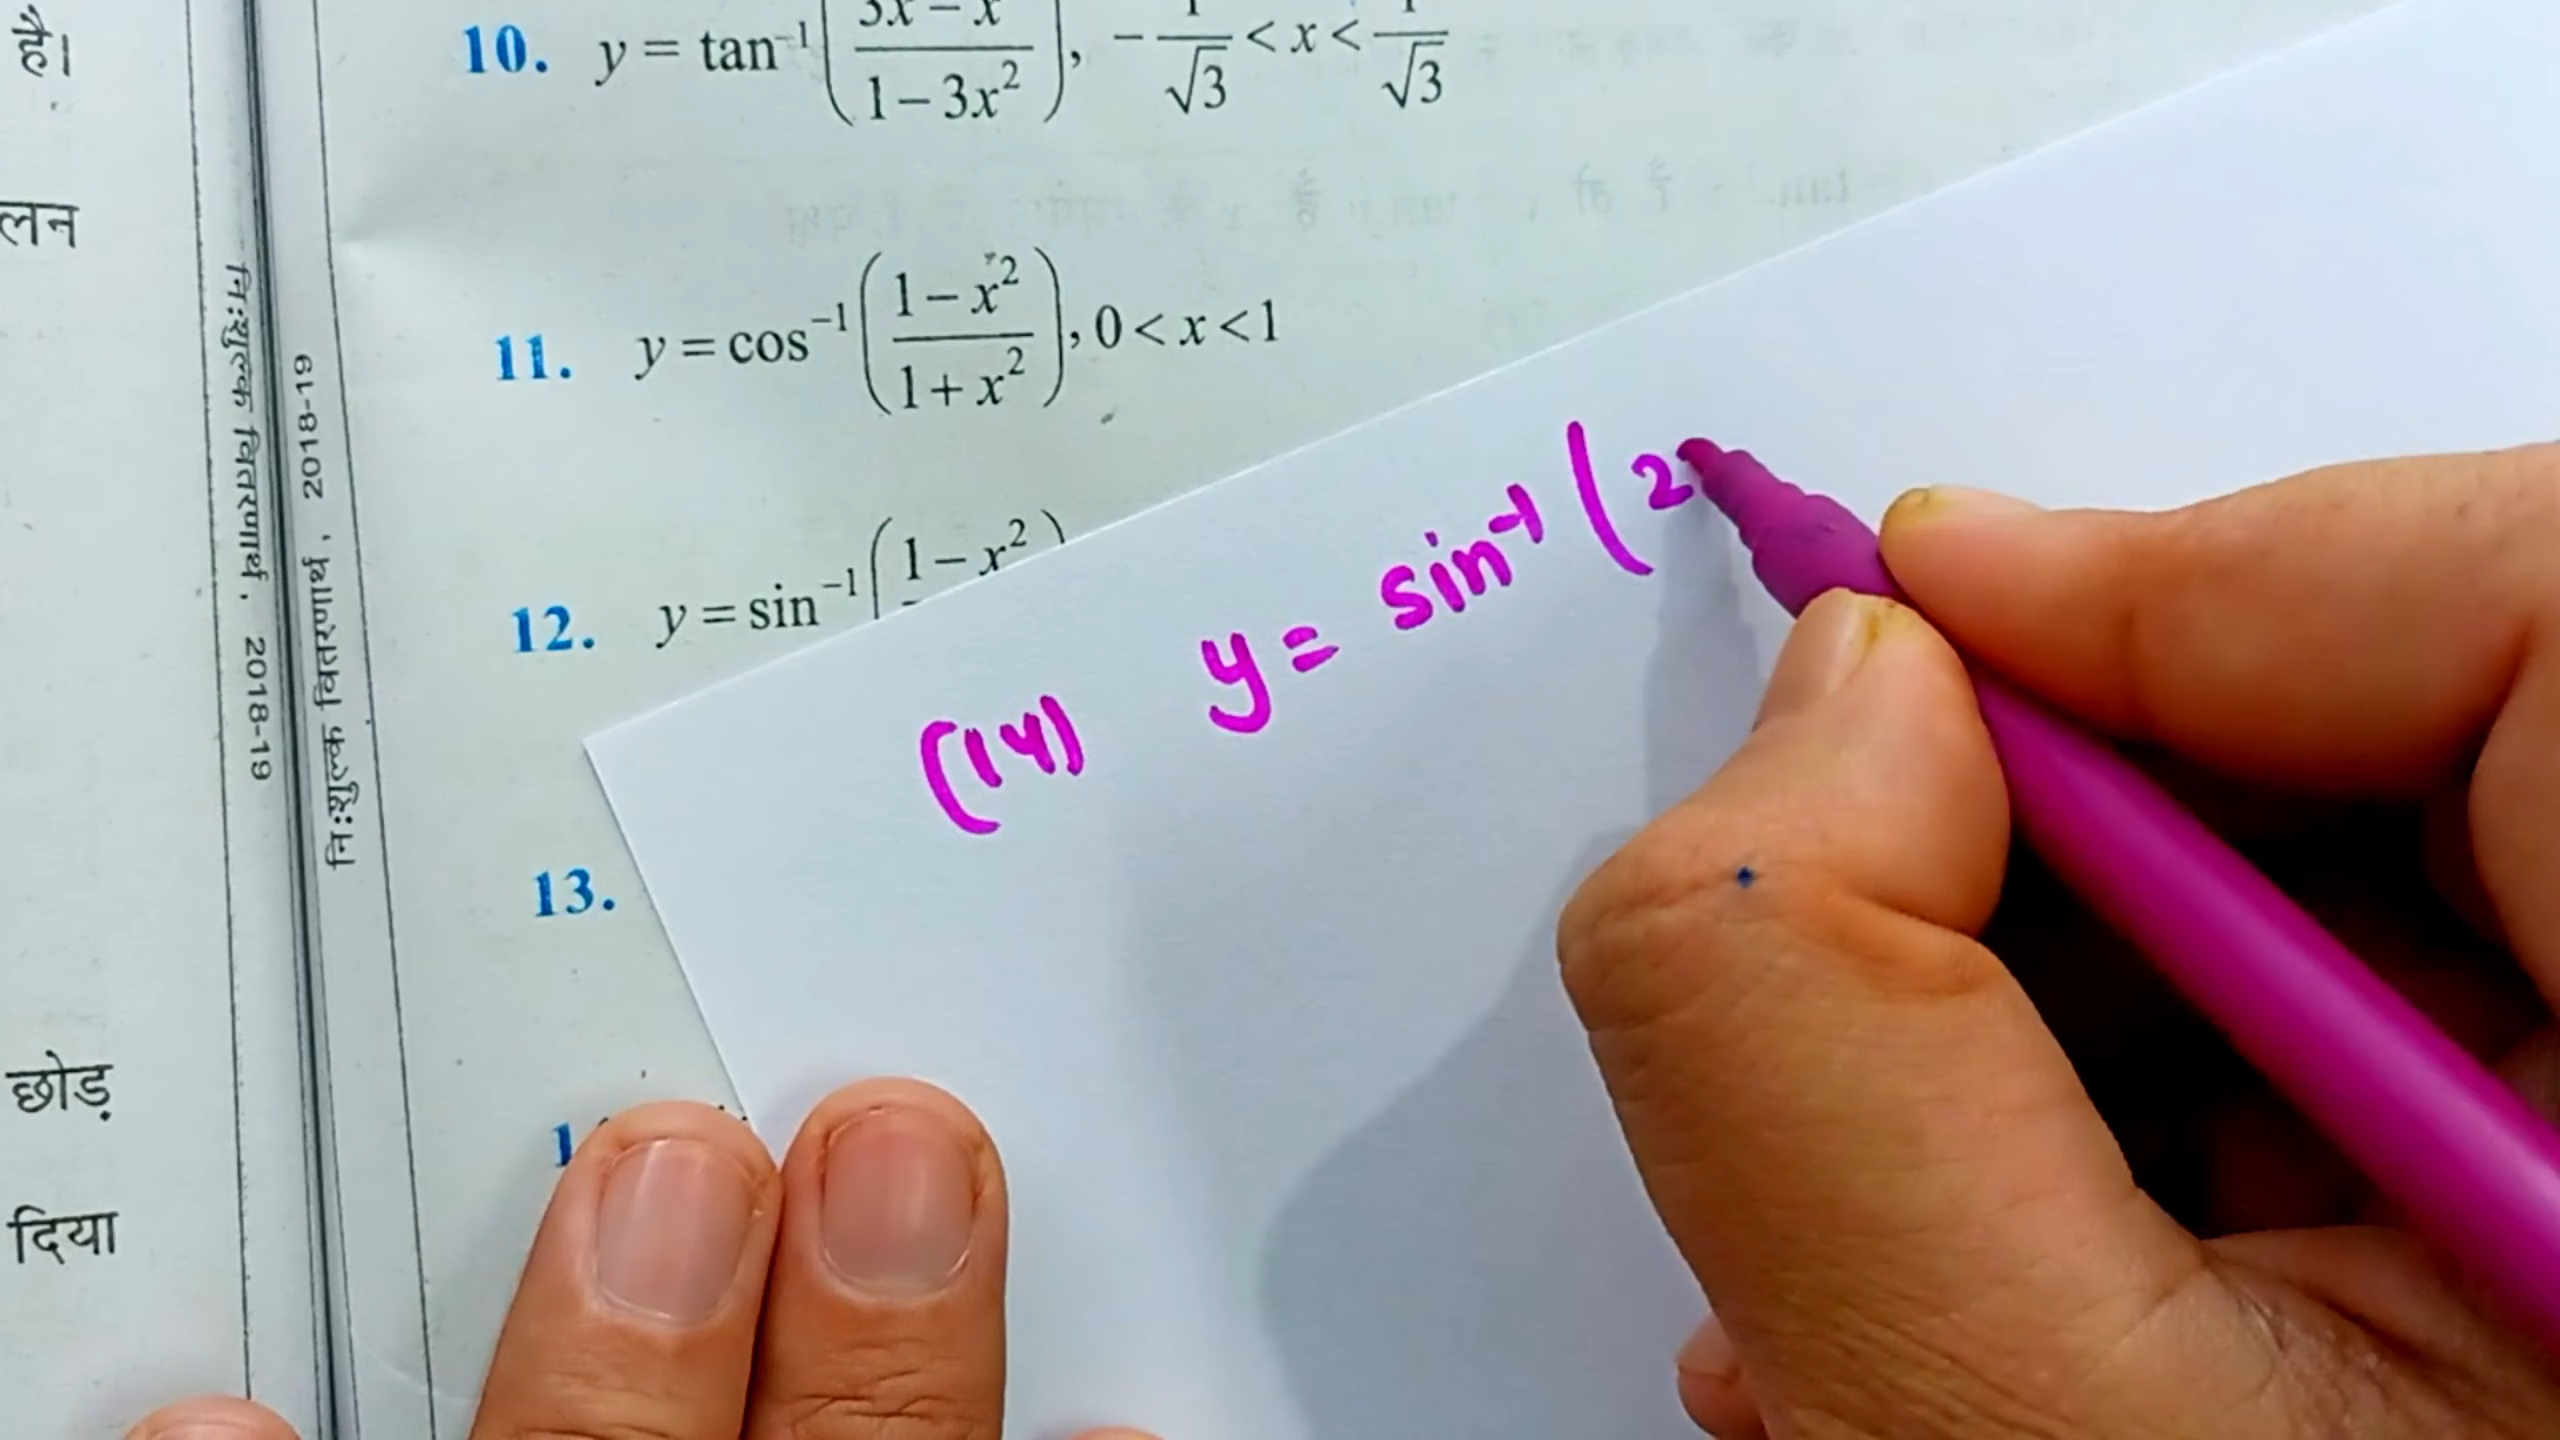 है।
लन
छोड़
दिया
नि:शुल्क वितरणार्थ, 2018-19
नि:शुल्क वितरणार्थ, 2018-19
10. y = tan⁻¹(3x − x / 1 − 3x²), −1/√3 < x < 1/√3
11. y = cos⁻¹(1 − x² / 1 + x²), 0 < x < 1
12. y = sin⁻¹(1 − x²)
13.
(14) y = sin⁻¹ (2